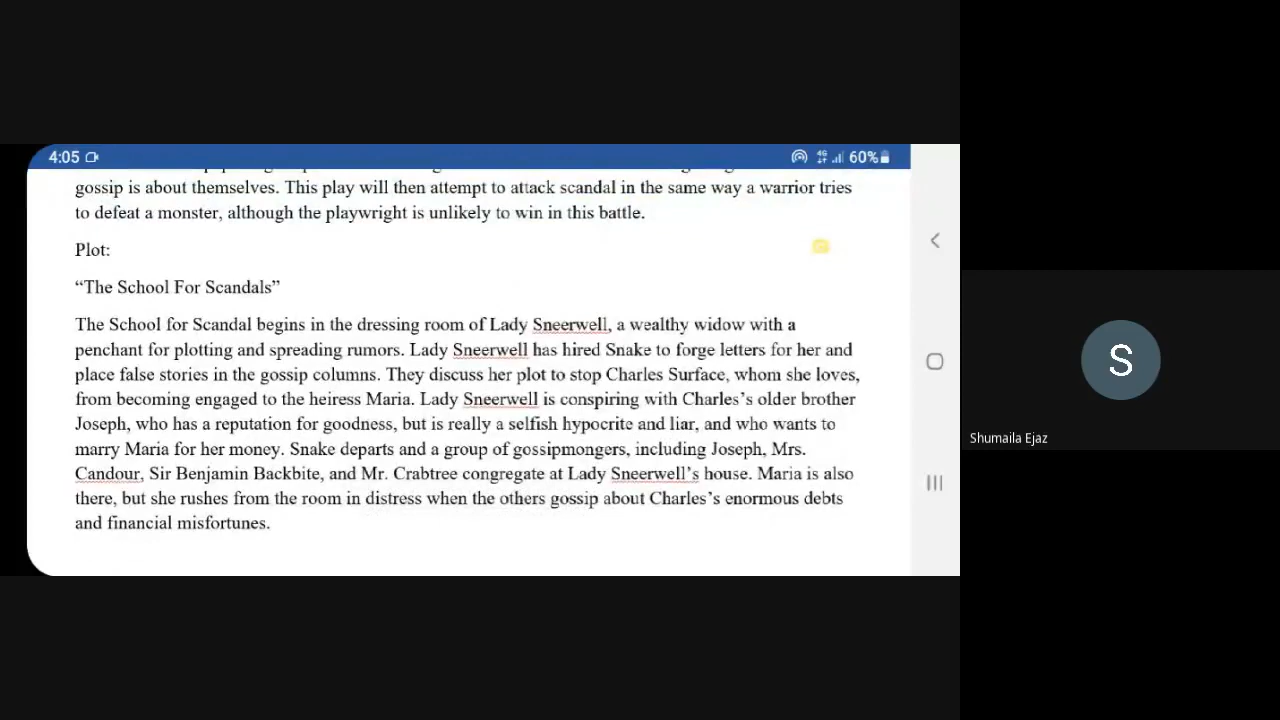 4:05
4G 60%
gossip is about themselves. This play will then attempt to attack scandal in the same way a warrior tries
to defeat a monster, although the playwright is unlikely to win in this battle.
Plot:
“The School For Scandals”
The School for Scandal begins in the dressing room of Lady Sneerwell, a wealthy widow with a
penchant for plotting and spreading rumors. Lady Sneerwell has hired Snake to forge letters for her and
place false stories in the gossip columns. They discuss her plot to stop Charles Surface, whom she loves,
from becoming engaged to the heiress Maria. Lady Sneerwell is conspiring with Charles’s older brother
Joseph, who has a reputation for goodness, but is really a selfish hypocrite and liar, and who wants to
marry Maria for her money. Snake departs and a group of gossipmongers, including Joseph, Mrs.
Candour, Sir Benjamin Backbite, and Mr. Crabtree congregate at Lady Sneerwell’s house. Maria is also
there, but she rushes from the room in distress when the others gossip about Charles’s enormous debts
and financial misfortunes.
S
Shumaila Ejaz